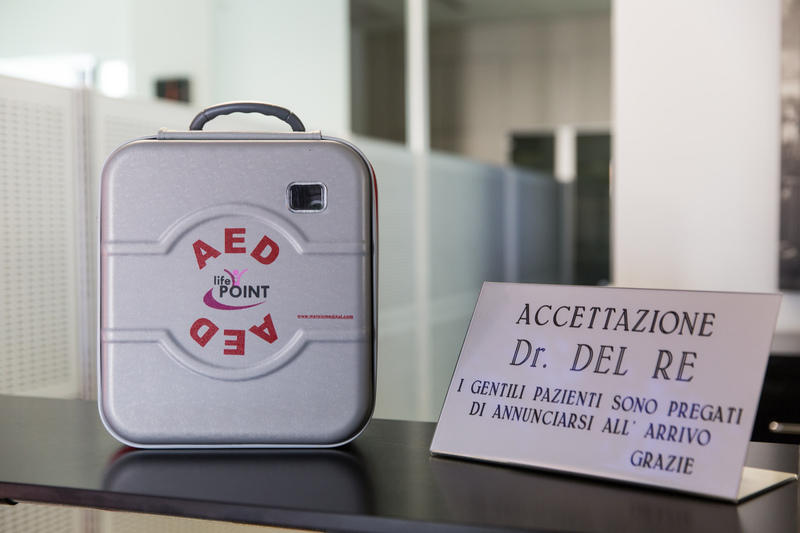 AED
life
POINT
AED
ACCETTAZIONE
Dr. DEL RE
I GENTILI PAZIENTI SONO PREGATI
DI ANNUNCIARSI ALL' ARRIVO
GRAZIE